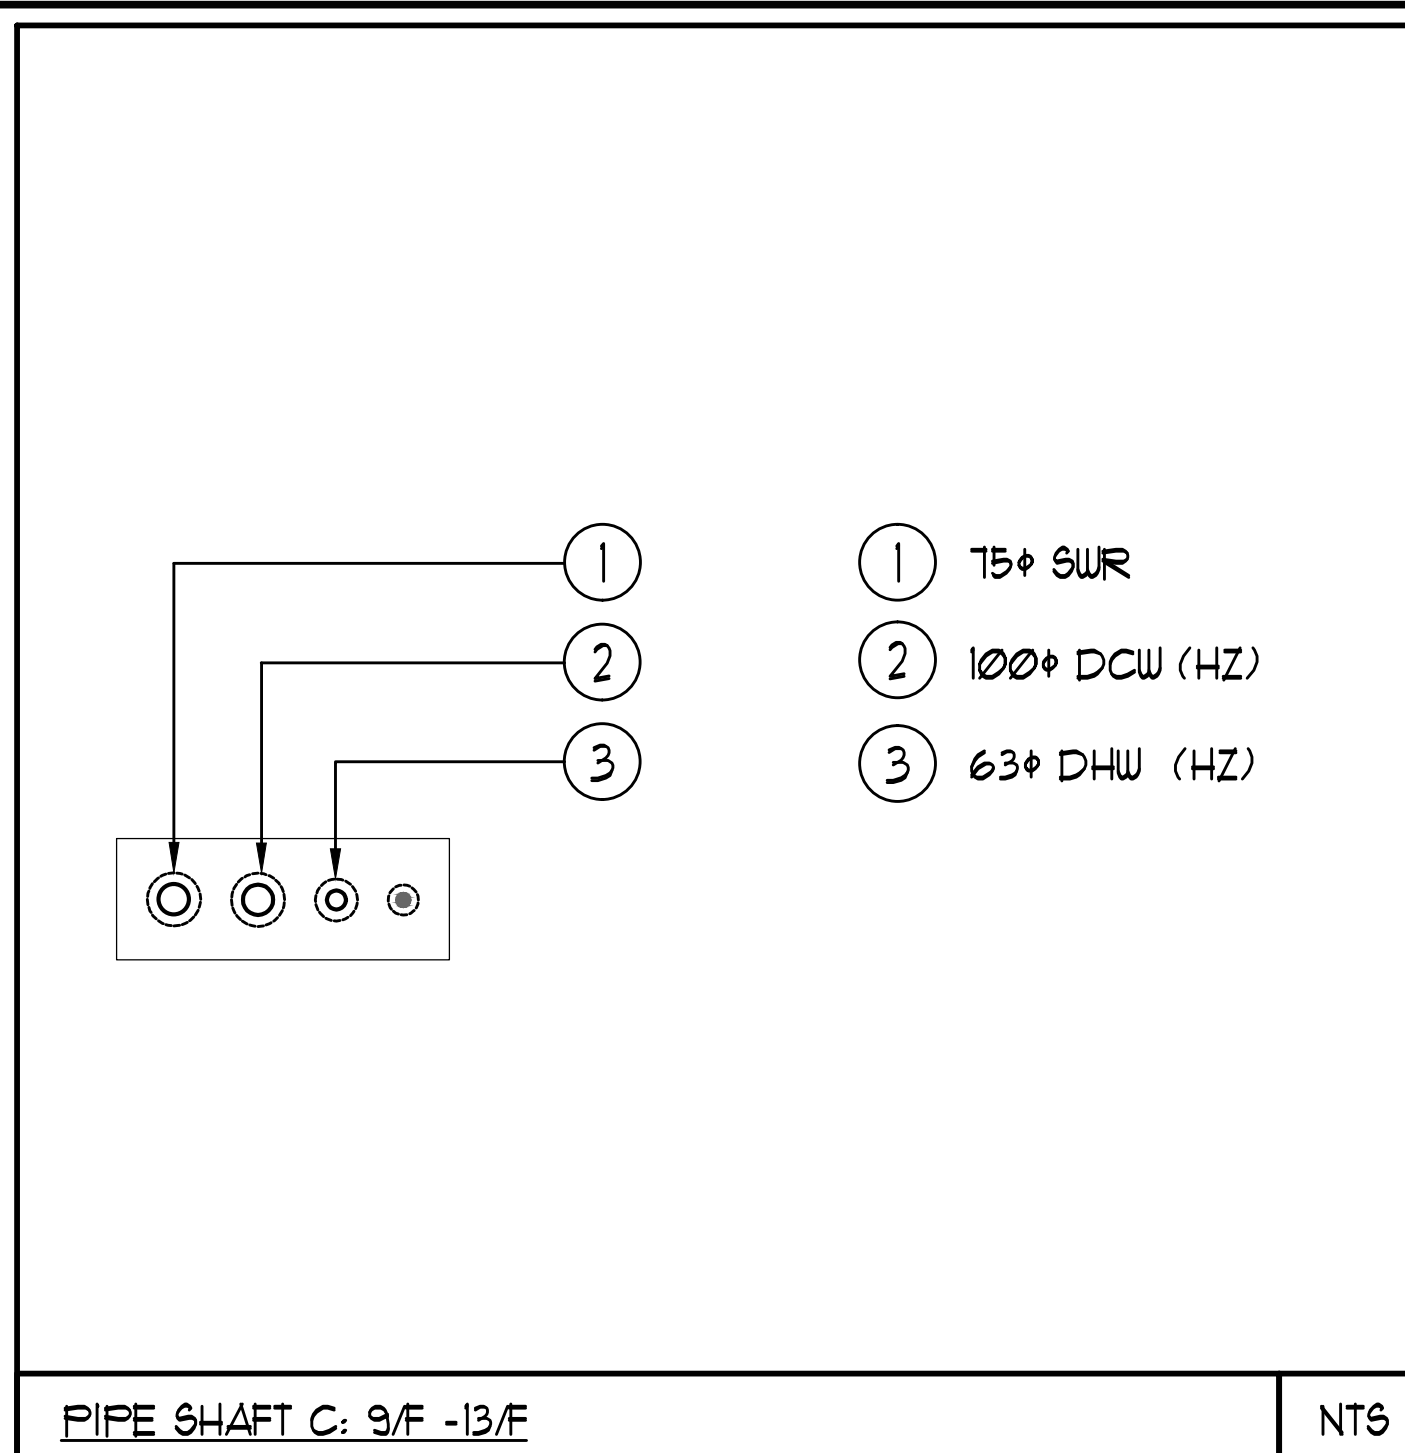 1
1 75ϕ SWR
2
2 100ϕ DCW (HZ)
3
3 63ϕ DHW (HZ)
PIPE SHAFT C: 9/F -13/F
NTS